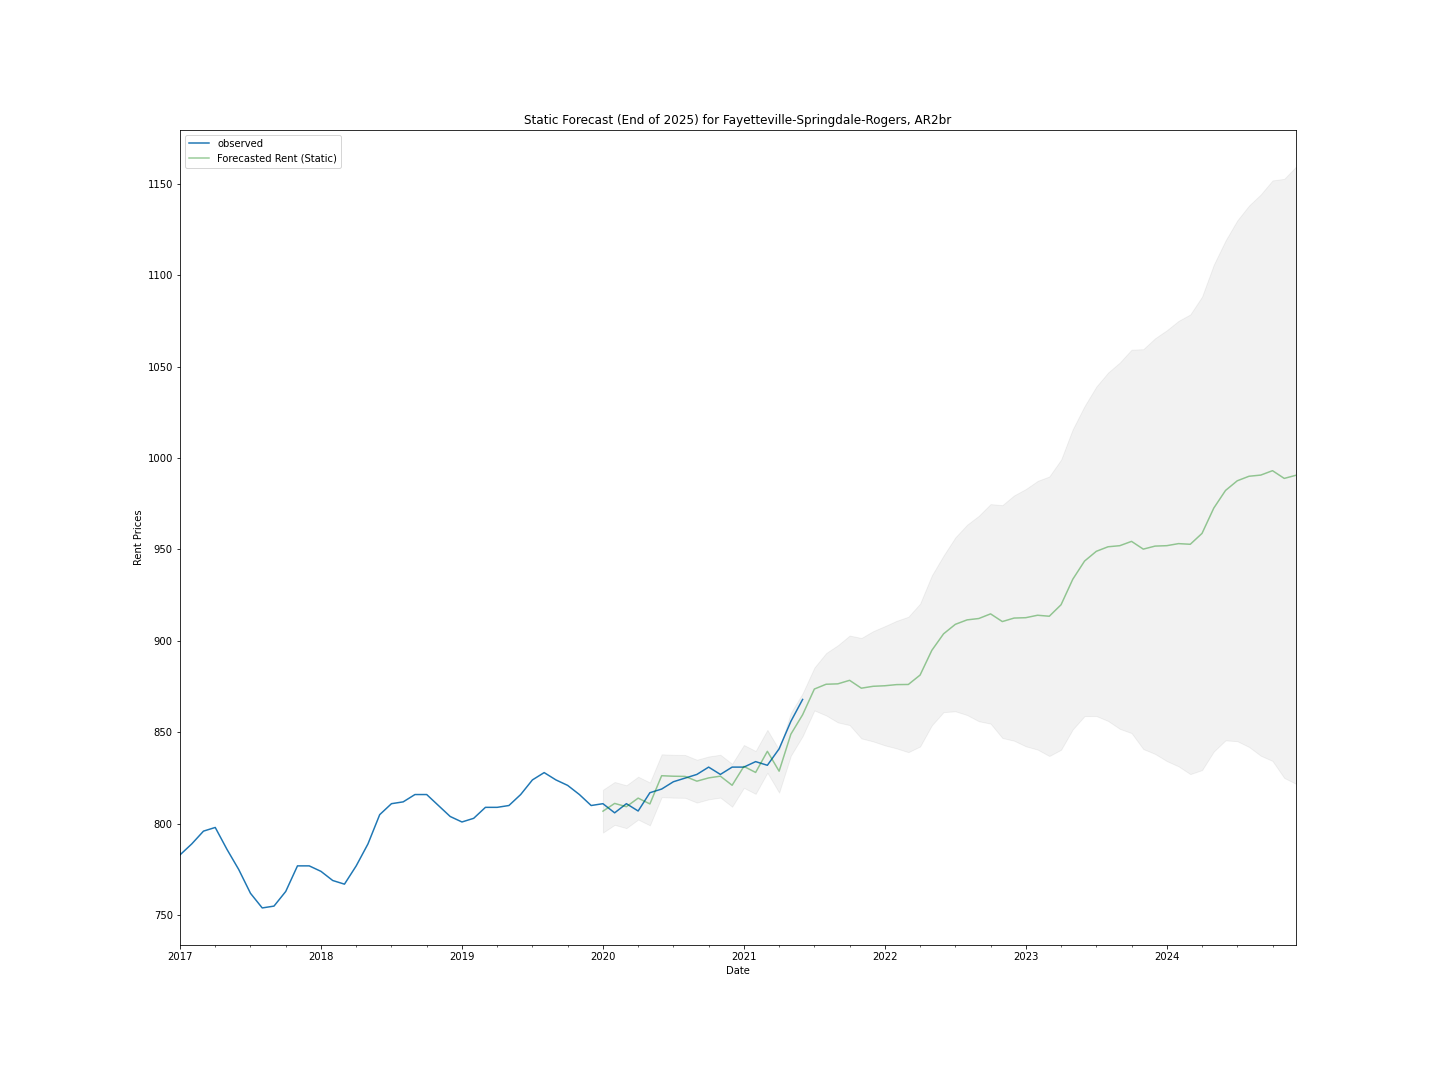 Static Forecast (End of 2025) for Fayetteville-Springdale-Rogers, AR2br
observed
Forecasted Rent (Static)
1150
1100
1050
1000
950
900
850
800
750
Rent Prices
2017 2018 2019 2020 2021 2022 2023 2024
Date